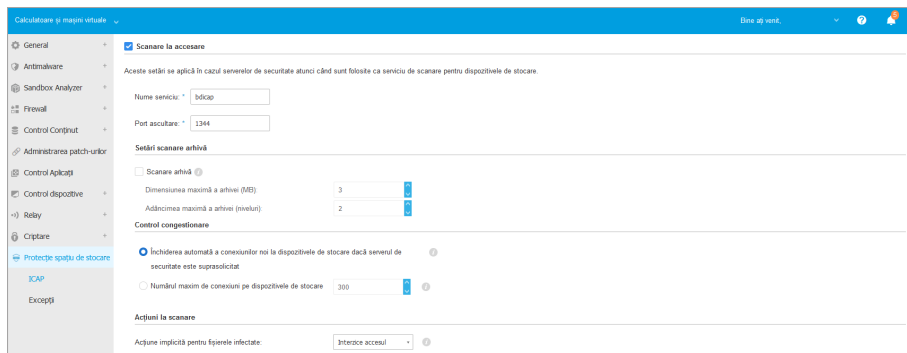 Calculatoare și mașini virtuale
Bine ați venit,
General
Antimalware
Sandbox Analyzer
Firewall
Control Conținut
Administrarea patch-urilor
Control Aplicații
Control dispozitive
Relay
Criptare
Protecție spațiu de stocare
ICAP
Excepții
Scanare la accesare
Aceste setări se aplică în cazul serverelor de securitate atunci când sunt folosite ca serviciu de scanare pentru dispozitivele de stocare.
Nume serviciu: * bdicap
Port ascultare: * 1344
Setări scanare arhivă
Scanare arhivă
Dimensiunea maximă a arhivei (MB) 3
Adâncimea maximă a arhivei (niveluri): 2
Control congestionare
Închiderea automată a conexiunilor noi la dispozitivele de stocare dacă serverul de
securitate este suprasolicitat
Numărul maxim de conexiuni pe dispozitivele de stocare 300
Acțiuni la scanare
Acțiune implicită pentru fișierele infectate: Interzice accesul